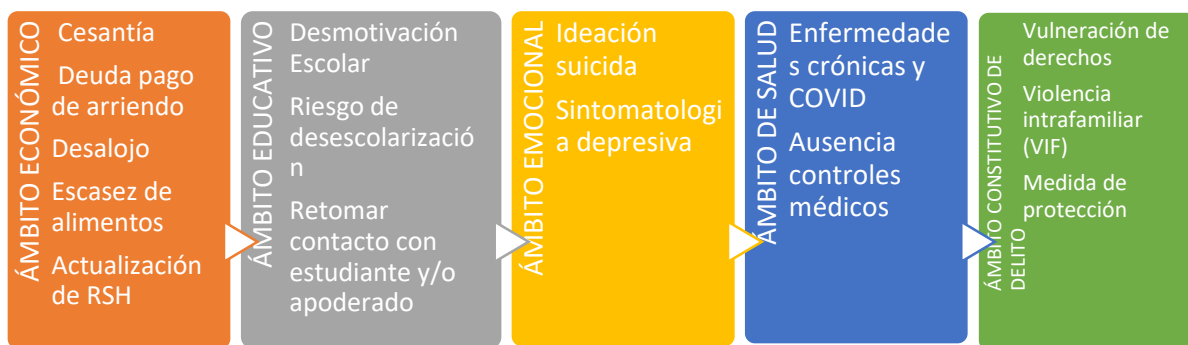 ÁMBITO ECONÓMICO
Cesantía
Deuda pago
de arriendo
Desalojo
Escasez de
alimentos
Actualización
de RSH
ÁMBITO EDUCATIVO
Desmotivación
Escolar
Riesgo de
desescolarizació
n
Retomar
contacto con
estudiante y/o
apoderado
ÁMBITO EMOCIONAL
Ideación
suicida
Sintomatologi
a depresiva
ÁMBITO DE SALUD
Enfermedade
s crónicas y
COVID
Ausencia
controles
médicos
ÁMBITO CONSTITUTIVO DE
DELITO
Vulneración de
derechos
Violencia
intrafamiliar
(VIF)
Medida de
protección